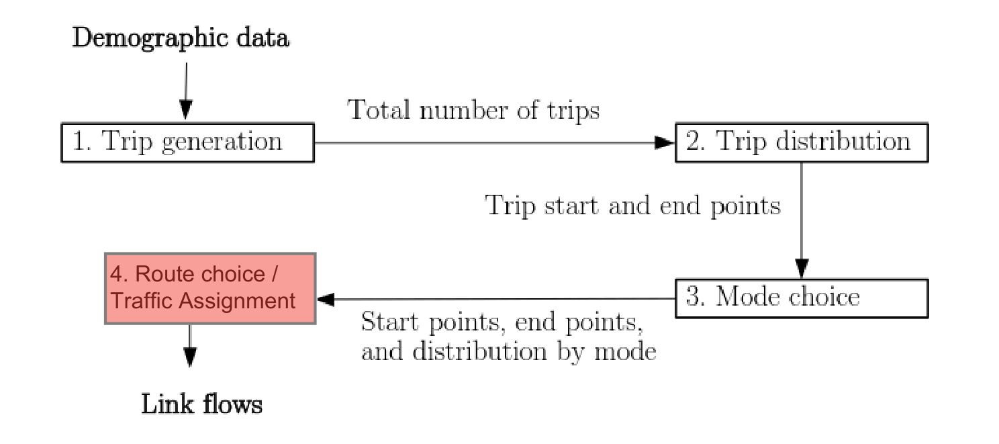 Demographic data
Total number of trips
1. Trip generation
2. Trip distribution
Trip start and end points
3. Mode choice
Start points, end points,
and distribution by mode
4. Route choice /
Traffic Assignment
Link flows